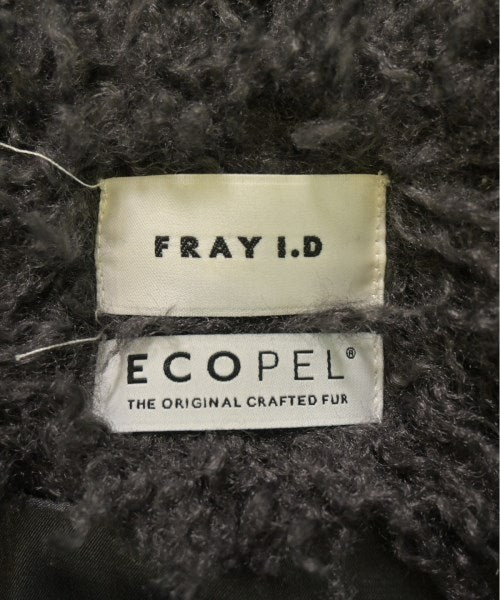 FRAY I.D
ECOPEL®
THE ORIGINAL CRAFTED FUR